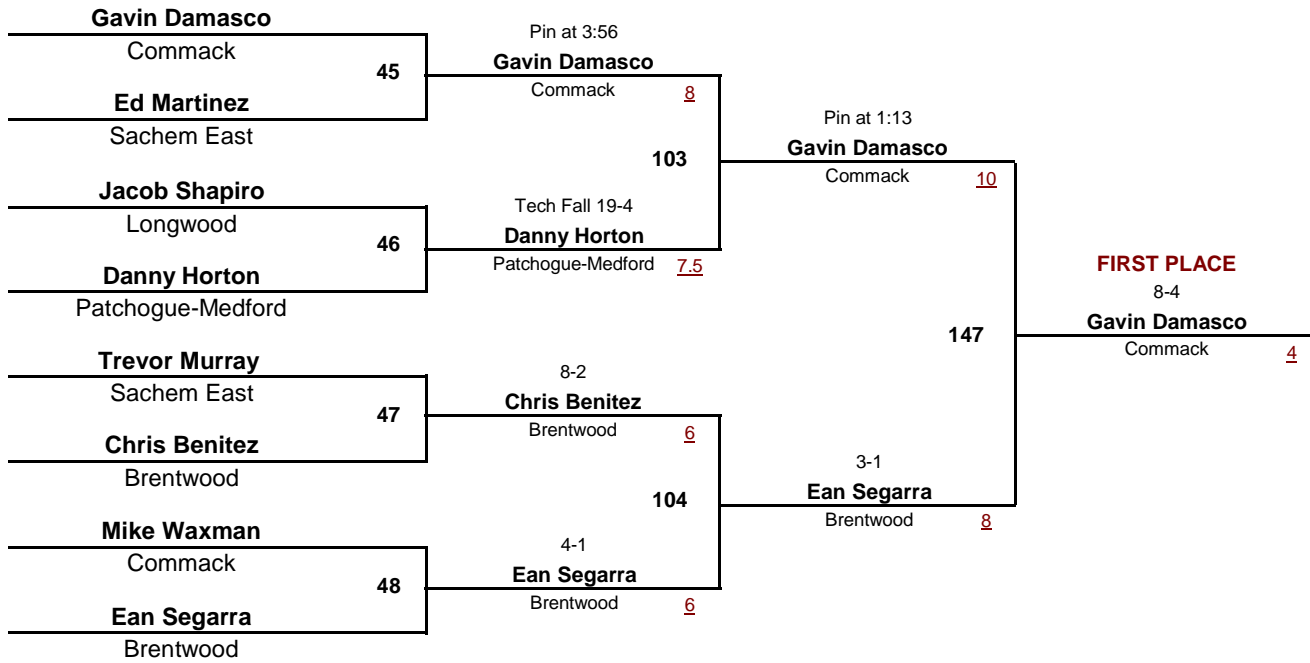 Gavin Damasco
Commack
45
Ed Martinez
Sachem East
Jacob Shapiro
Longwood
46
Danny Horton
Patchogue-Medford
Trevor Murray
Sachem East
47
Chris Benitez
Brentwood
Mike Waxman
Commack
48
Ean Segarra
Brentwood
Pin at 3:56
Gavin Damasco
Commack 8
103
Tech Fall 19-4
Danny Horton
Patchogue-Medford 7.5
8-2
Chris Benitez
Brentwood 6
104
4-1
Ean Segarra
Brentwood 6
Pin at 1:13
Gavin Damasco
Commack 10
147
3-1
Ean Segarra
Brentwood 8
FIRST PLACE
8-4
Gavin Damasco
Commack 4